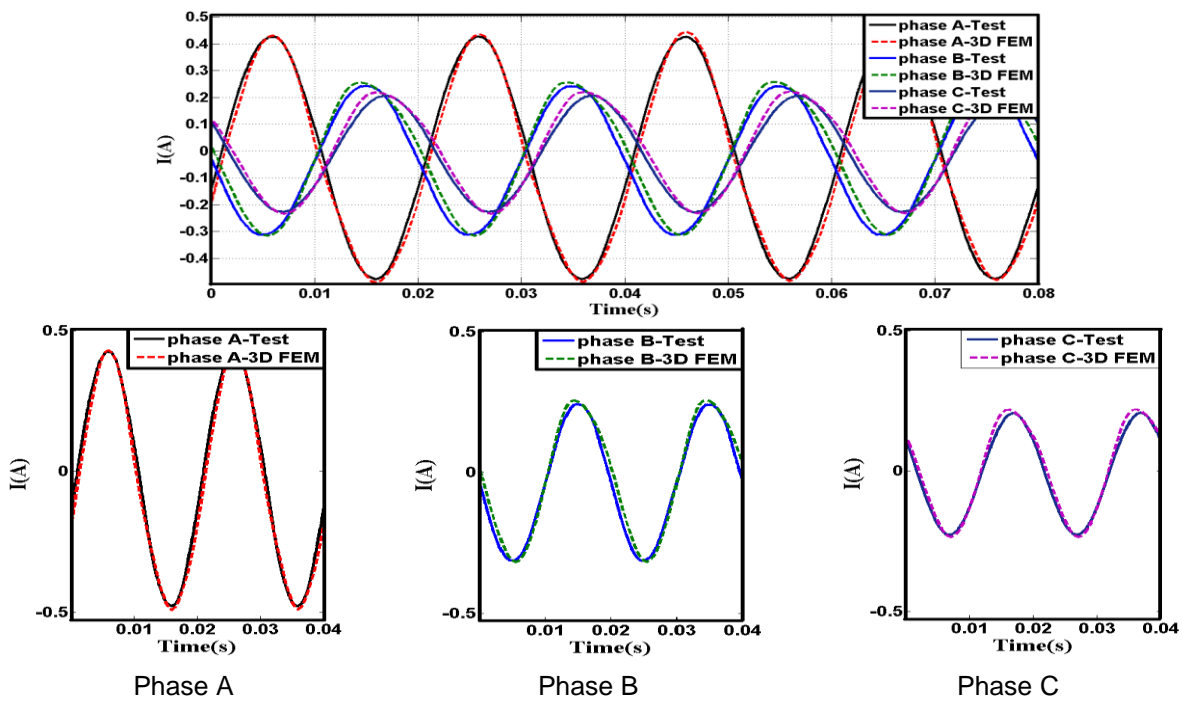 0.5
0.4
0.3
0.2
0.1
0
-0.1
-0.2
-0.3
-0.4
I(A)
phase A-Test
phase A-3D FEM
phase B-Test
phase B-3D FEM
phase C-Test
phase C-3D FEM
0 0.01 0.02 0.03 0.04 0.05 0.06 0.07 0.08
Time(s)
0.5
0
-0.5
I(A)
phase A-Test
phase A-3D FEM
0.01 0.02 0.03 0.04
Time(s)
Phase A
0.5
0
-0.5
I(A)
phase B-Test
phase B-3D FEM
0.01 0.02 0.03 0.04
Time(s)
Phase B
0.5
0
-0.5
I(A)
phase C-Test
phase C-3D FEM
0.01 0.02 0.03 0.04
Time(s)
Phase C